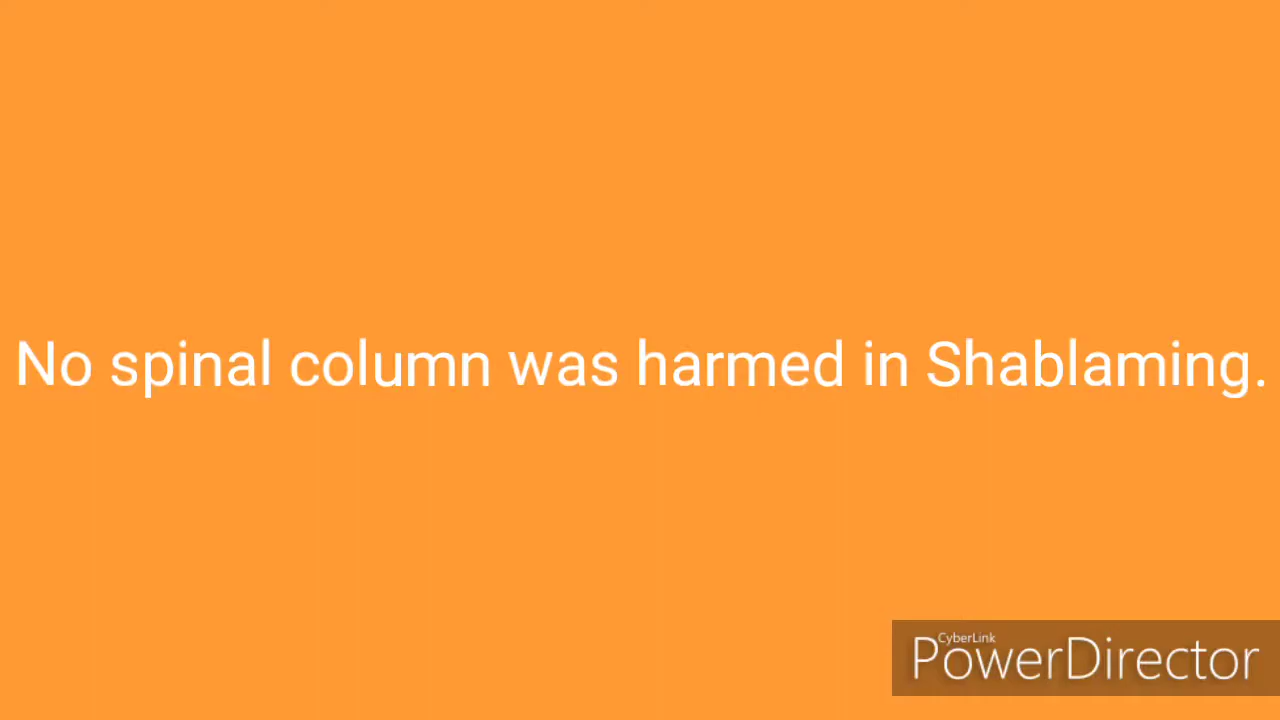 No spinal column was harmed in Shablaming.
CyberLink
PowerDirector